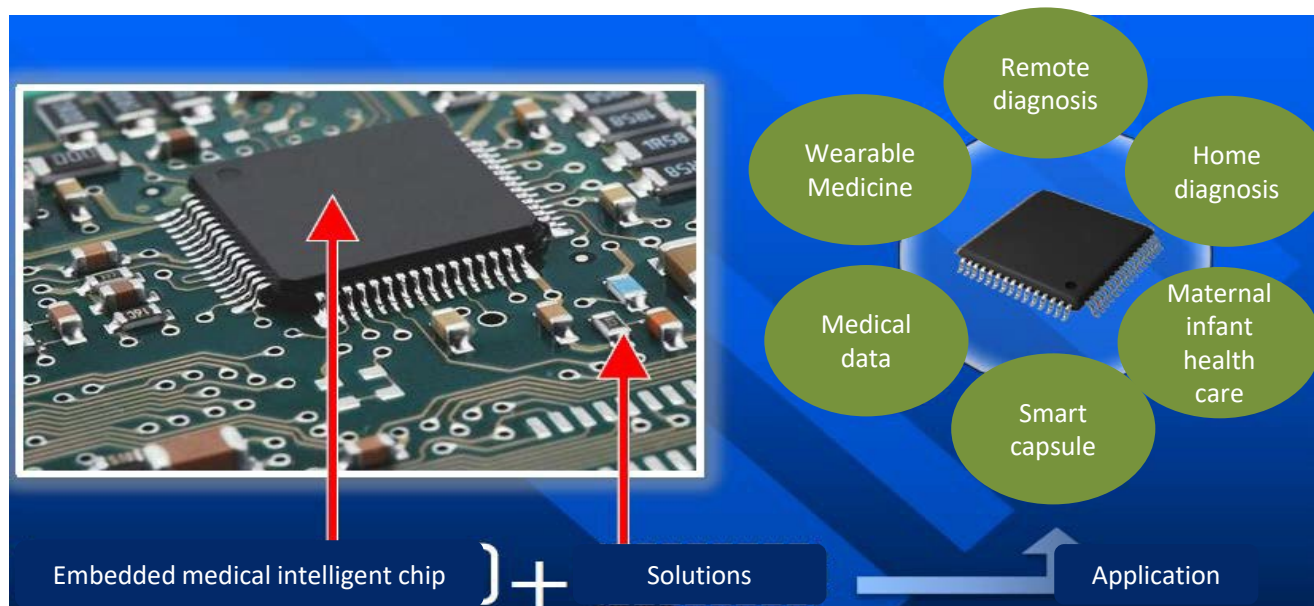 Remote
diagnosis
Wearable
Medicine
Home
diagnosis
Medical
data
Maternal
infant
health
care
Smart
capsule
Embedded medical intelligent chip
+
Solutions
Application